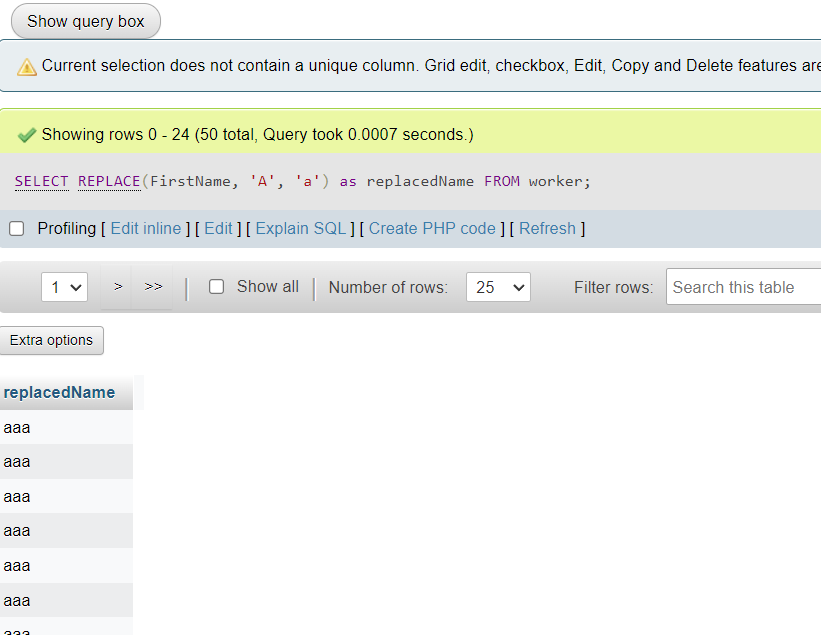 Show query box
Current selection does not contain a unique column. Grid edit, checkbox, Edit, Copy and Delete features are
Showing rows 0 - 24 (50 total, Query took 0.0007 seconds.)
SELECT REPLACE(FirstName, 'A', 'a') as replacedName FROM worker;
Profiling [ Edit inline ] [ Edit ] [ Explain SQL ] [ Create PHP code ] [ Refresh ]
1 > >> | Show all | Number of rows: 25 Filter rows: Search this table
Extra options
replacedName
aaa
aaa
aaa
aaa
aaa
aaa
aaa